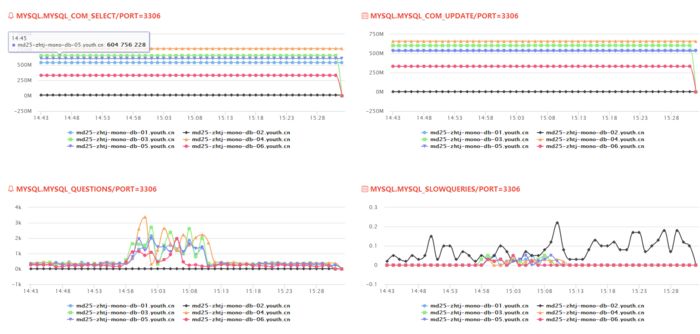 MYSQL.MYSQL_COM_SELECT/PORT=3306
14:45
md25-zhtj-mono-db-05.youth.cn 604 756 228
500M
250M
0
-250M
14:43 14:48 14:53 14:58 15:03 15:08 15:13 15:18 15:23 15:28
md25-zhtj-mono-db-01.youth.cn md25-zhtj-mono-db-02.youth.cn
md25-zhtj-mono-db-03.youth.cn md25-zhtj-mono-db-04.youth.cn
md25-zhtj-mono-db-05.youth.cn md25-zhtj-mono-db-06.youth.cn
MYSQL.MYSQL_COM_UPDATE/PORT=3306
750M
500M
250M
0
-250M
14:43 14:48 14:53 14:58 15:03 15:08 15:13 15:18 15:23 15:28
md25-zhtj-mono-db-01.youth.cn md25-zhtj-mono-db-02.youth.cn
md25-zhtj-mono-db-03.youth.cn md25-zhtj-mono-db-04.youth.cn
md25-zhtj-mono-db-05.youth.cn md25-zhtj-mono-db-06.youth.cn
MYSQL.MYSQL_QUESTIONS/PORT=3306
4k
3k
2k
1k
0
-1k
14:43 14:48 14:53 14:58 15:03 15:08 15:13 15:18 15:23 15:28
md25-zhtj-mono-db-01.youth.cn md25-zhtj-mono-db-02.youth.cn
md25-zhtj-mono-db-03.youth.cn md25-zhtj-mono-db-04.youth.cn
md25-zhtj-mono-db-05.youth.cn md25-zhtj-mono-db-06.youth.cn
MYSQL.MYSQL_SLOWQUERIES/PORT=3306
0.3
0.2
0.1
0
-0.1
14:43 14:48 14:53 14:58 15:03 15:08 15:13 15:18 15:23 15:28
md25-zhtj-mono-db-01.youth.cn md25-zhtj-mono-db-02.youth.cn
md25-zhtj-mono-db-03.youth.cn md25-zhtj-mono-db-04.youth.cn
md25-zhtj-mono-db-05.youth.cn md25-zhtj-mono-db-06.youth.cn